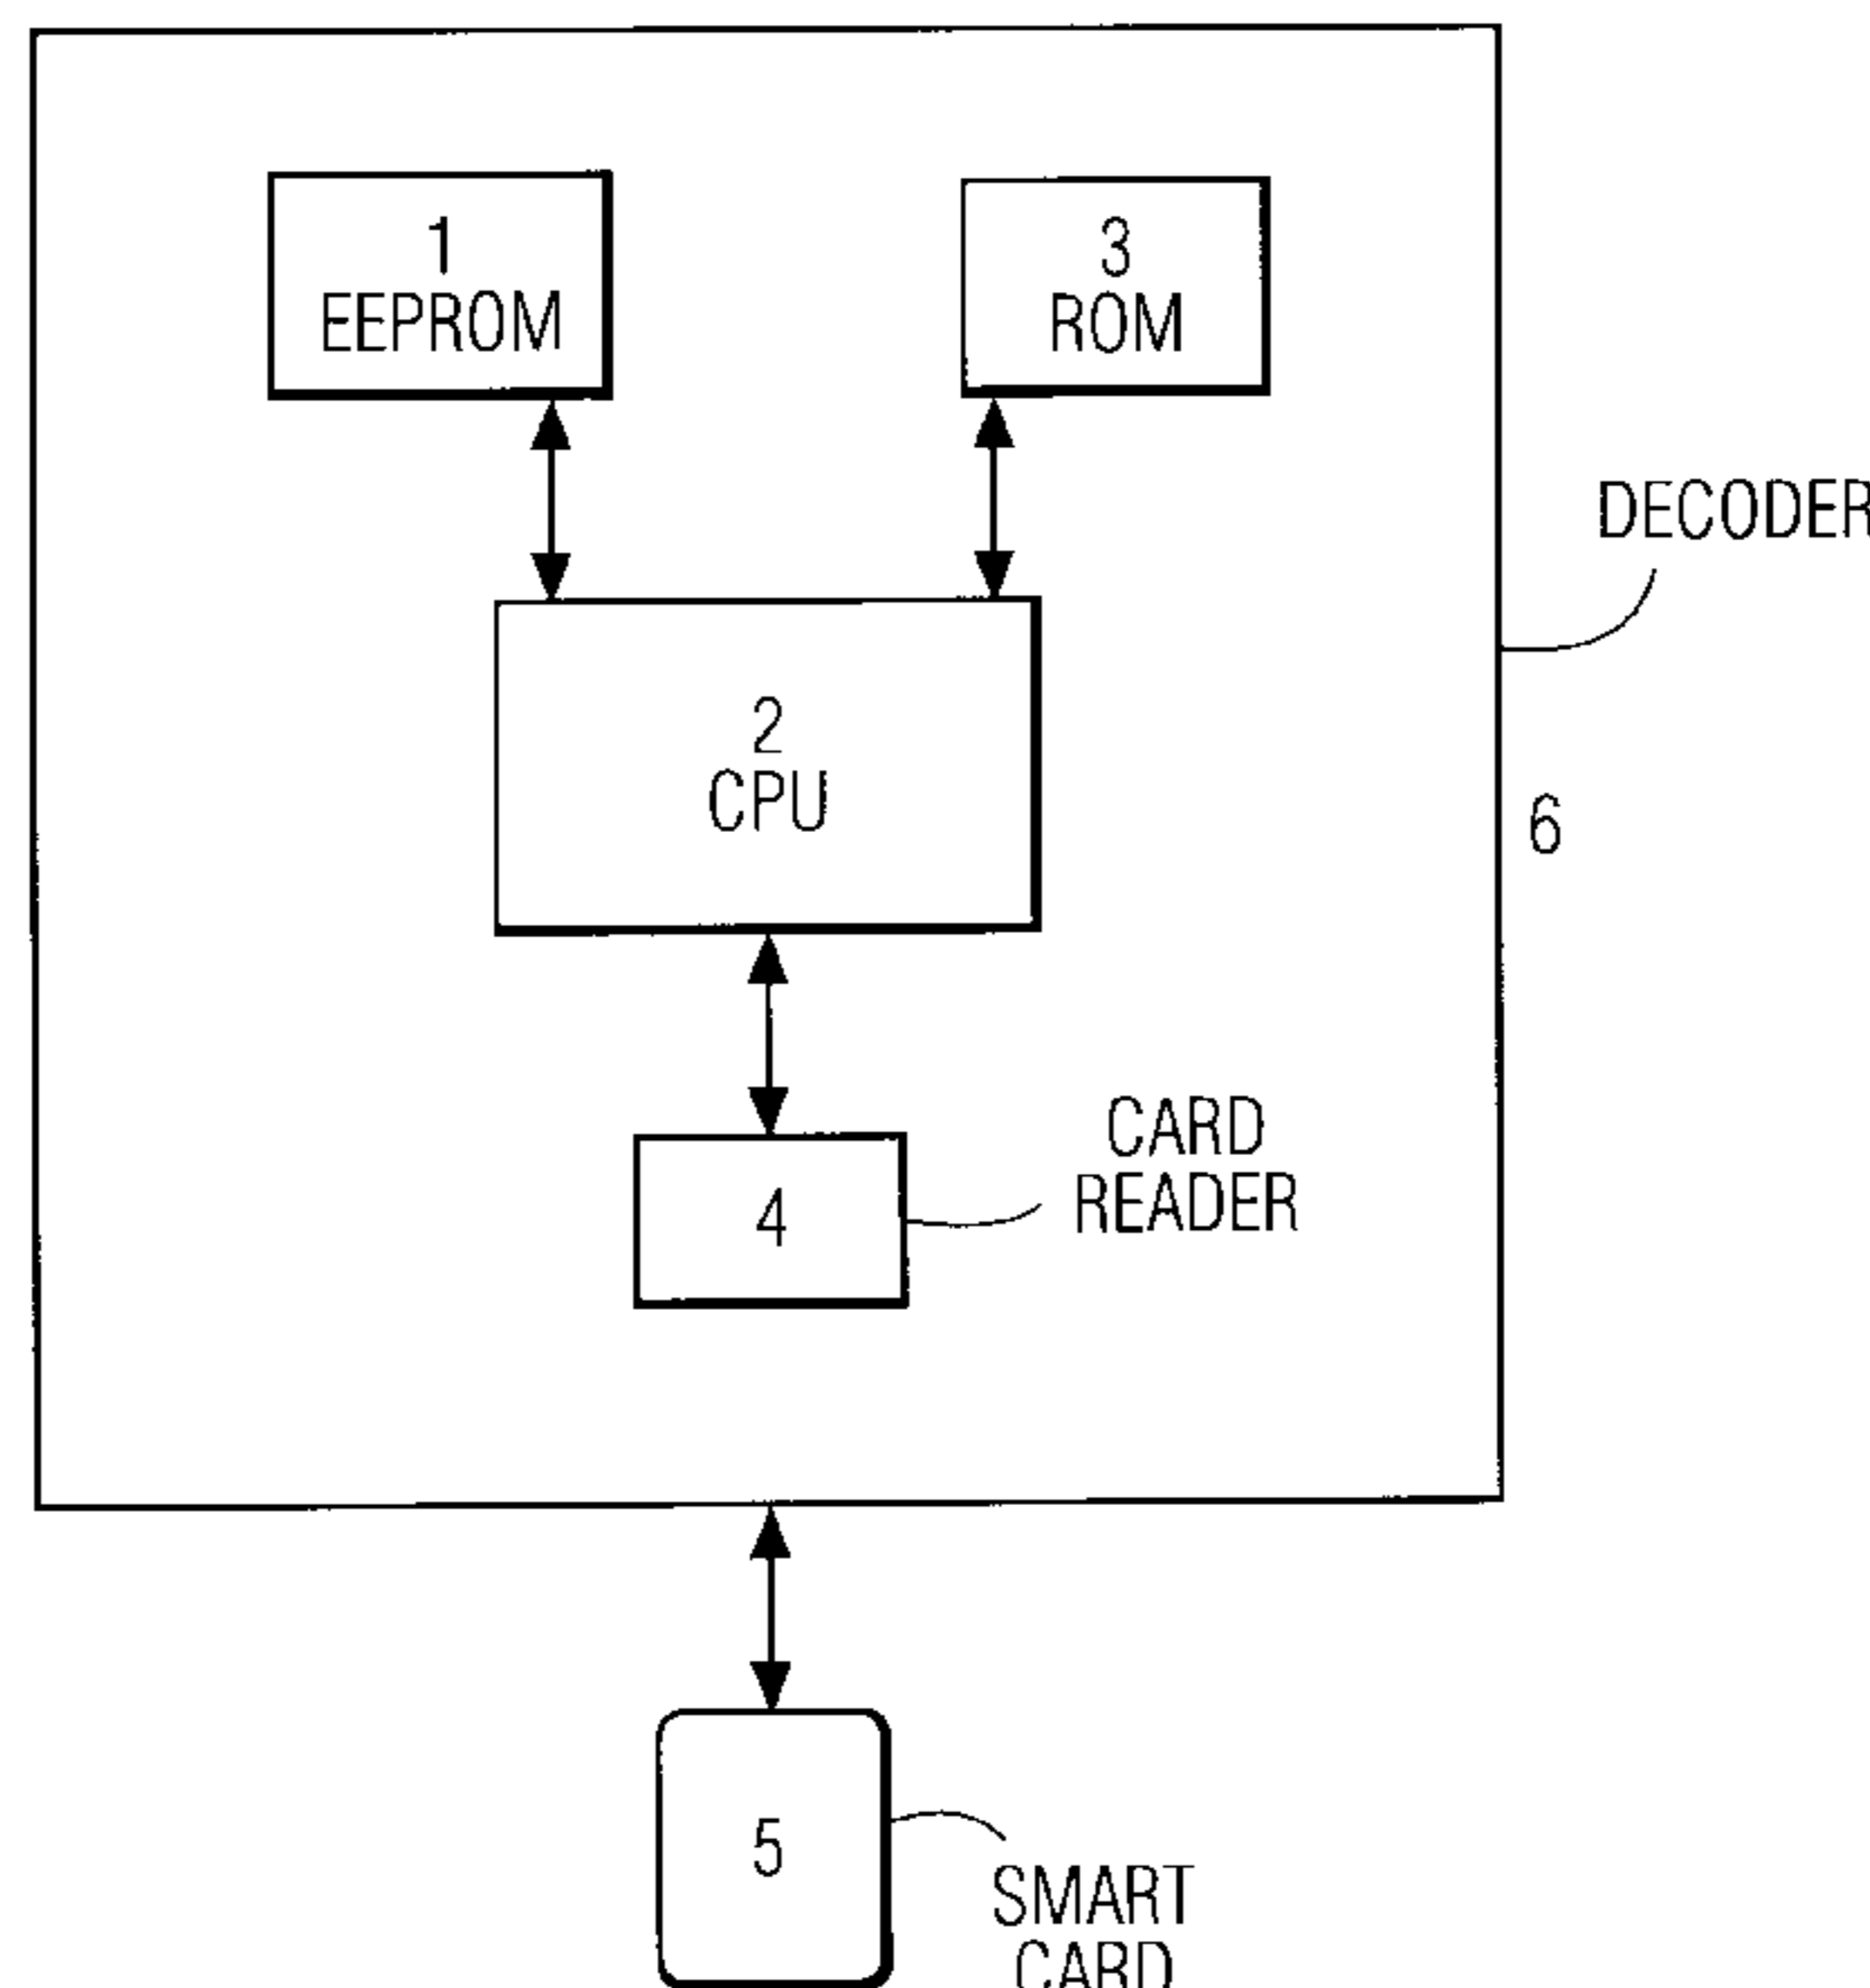 1
EEPROM
3
ROM
DECODER
2
CPU
6
CARD
READER
4
5
SMART
CARD